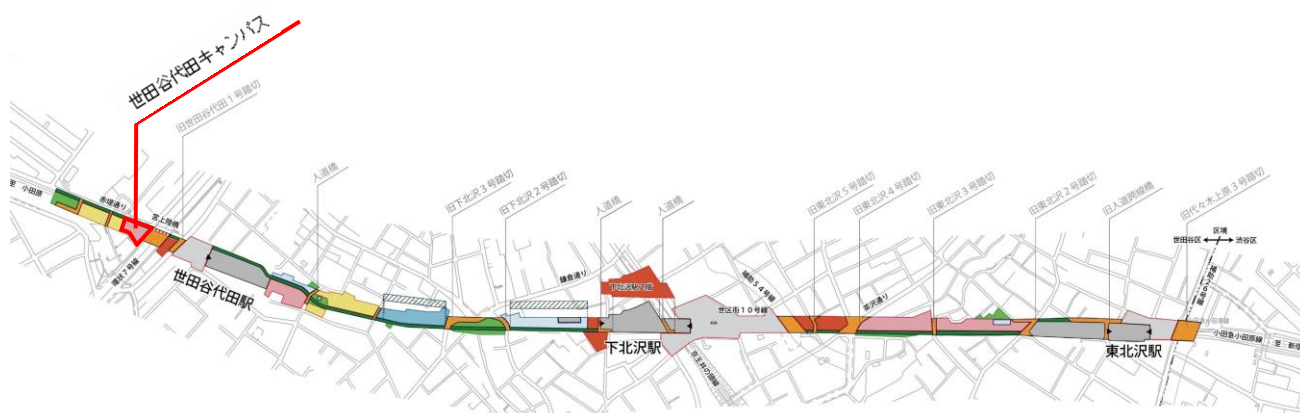 世田谷代田キャンパス
旧世田谷代田1号踏切
至 小田原
赤堤通り
宮上陸橋
環状7号線
世田谷代田駅
人道橋
旧下北沢3号踏切
旧下北沢2号踏切
鎌倉通り
人道橋
人道橋
下北沢駅
京王井の頭線
世区街10号線
補助54号線
茶沢通り
旧東北沢5号踏切
旧東北沢4号踏切
旧東北沢3号踏切
旧東北沢2号踏切
旧人道跨線橋
旧代々木上原3号踏切
区境
世田谷区
渋谷区
補助26号線
東北沢駅
小田急小田原線
至 新宿